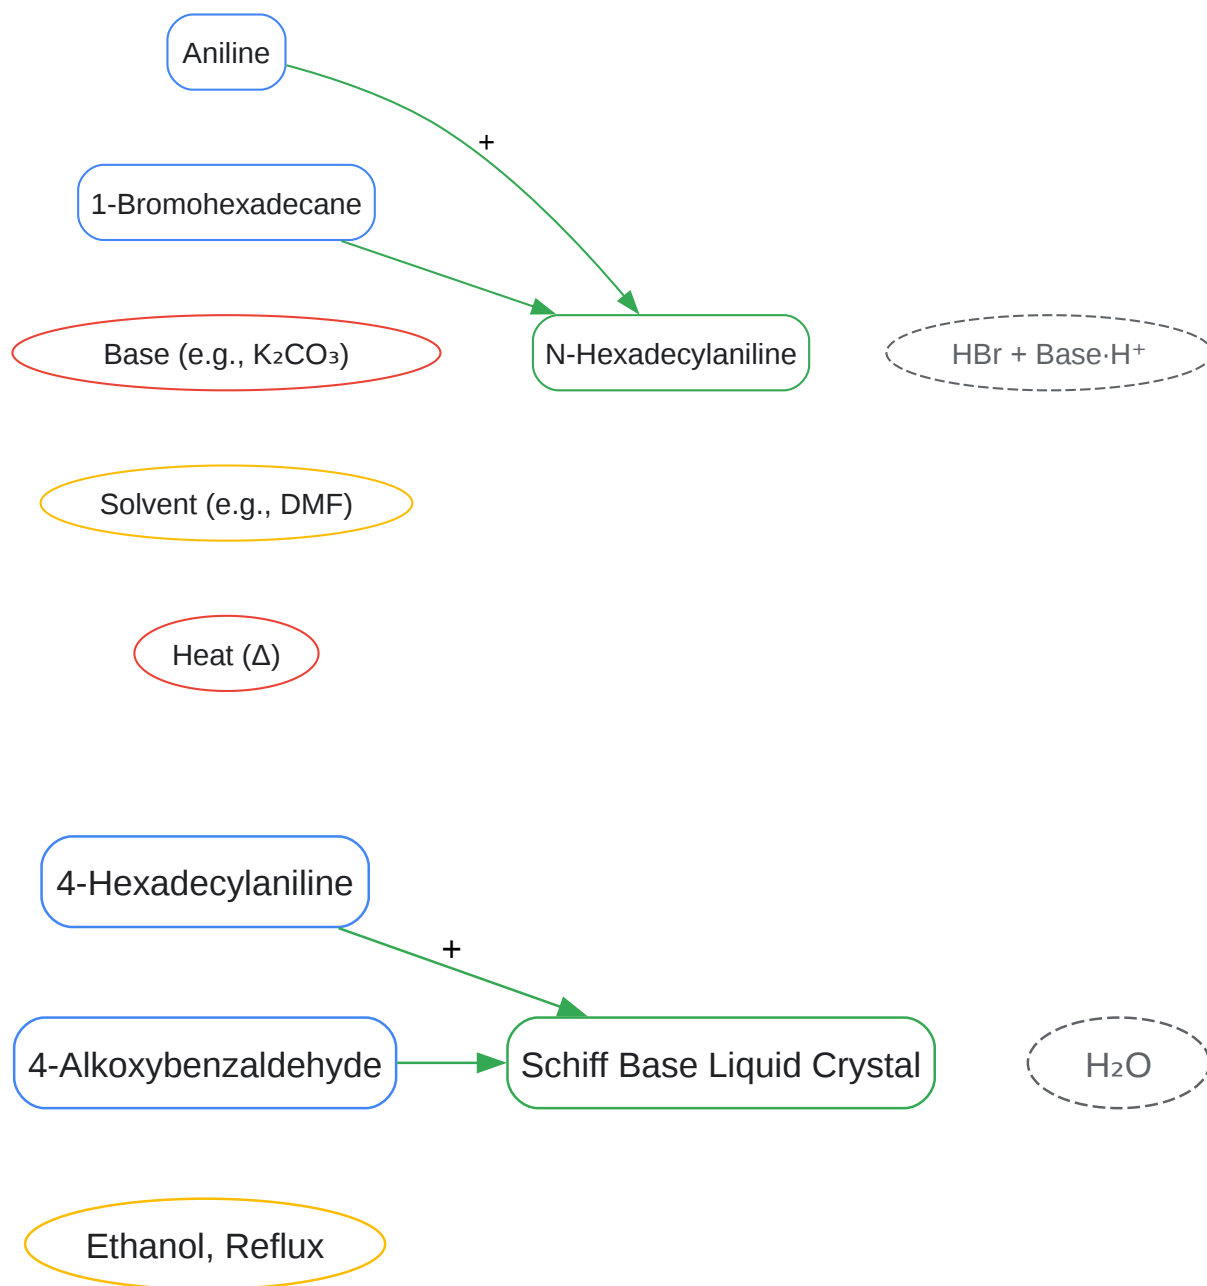 Aniline
+
1-Bromohexadecane
Base (e.g., K₂CO₃)
N-Hexadecylaniline
HBr + Base·H⁺
Solvent (e.g., DMF)
Heat (Δ)
4-Hexadecylaniline
+
4-Alkoxybenzaldehyde
Schiff Base Liquid Crystal
H₂O
Ethanol, Reflux